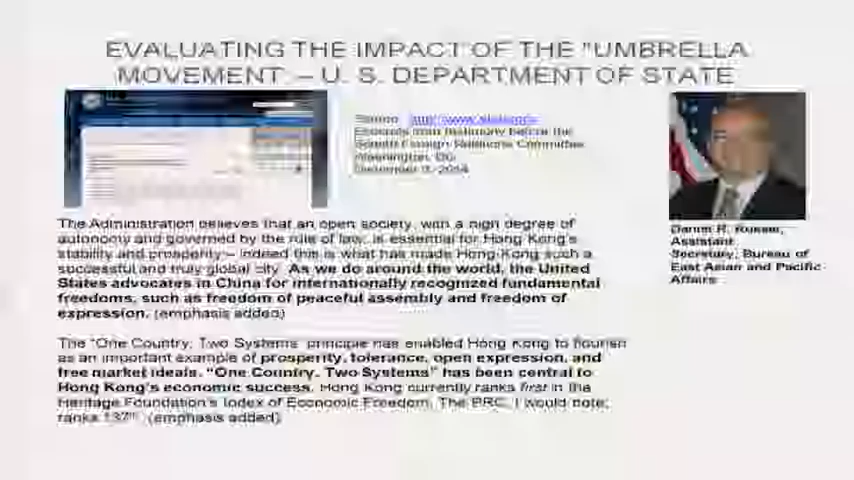 EVALUATING THE IMPACT OF THE "UMBRELLA
MOVEMENT – U. S. DEPARTMENT OF STATE
Excerpts from testimony before the
Senate Foreign Relations Committee
Washington, DC
December 3, 2014
The Administration believes that an open society, with a high degree of
autonomy and governed by the rule of law, is essential for Hong Kong's
stability and prosperity – indeed this is what has made Hong Kong such a
successful and truly global city. As we do around the world, the United
States advocates in China for internationally recognized fundamental
freedoms, such as freedom of peaceful assembly and freedom of
expression. (emphasis added)
The "One Country, Two Systems" principle has enabled Hong Kong to flourish
as an important example of prosperity, tolerance, open expression, and
free market ideals. "One Country, Two Systems" has been central to
Hong Kong's economic success. Hong Kong currently ranks first in the
Heritage Foundation's Index of Economic Freedom. The PRC, I would note,
ranks 137th. (emphasis added)
Daniel R. Russel,
Assistant
Secretary, Bureau of
East Asian and Pacific
Affairs